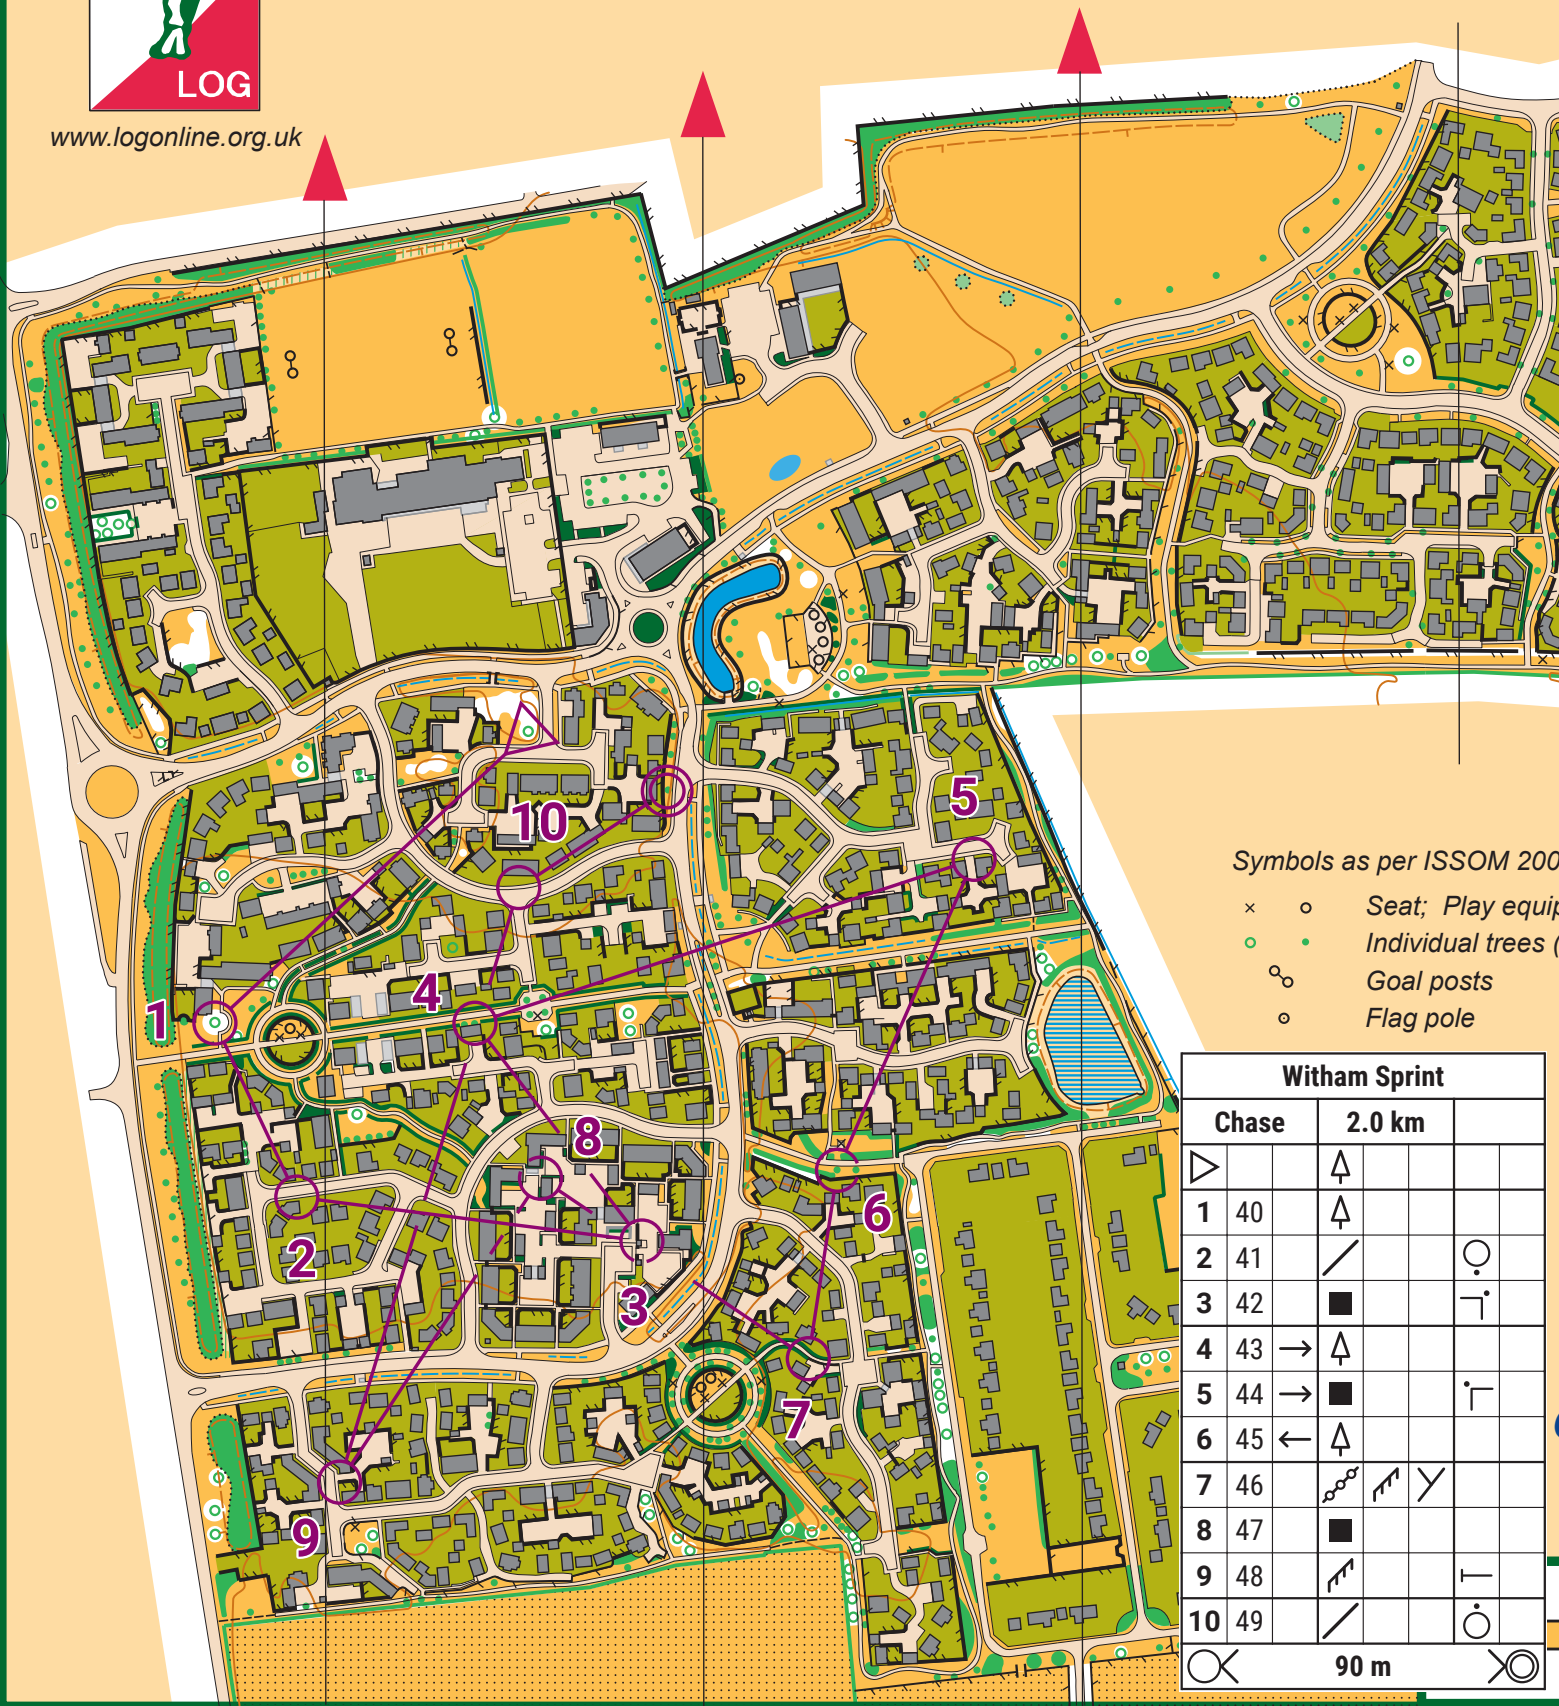 LOG
www.logonline.org.uk
10
5
4
1
8
6
2
3
7
9
Symbols as per ISSOM 200
Seat; Play equip
Individual trees (
Goal posts
Flag pole
Witham Sprint
Chase 2.0 km
1 40
2 41
3 42
4 43
5 44
6 45
7 46
8 47
9 48
10 49
90 m